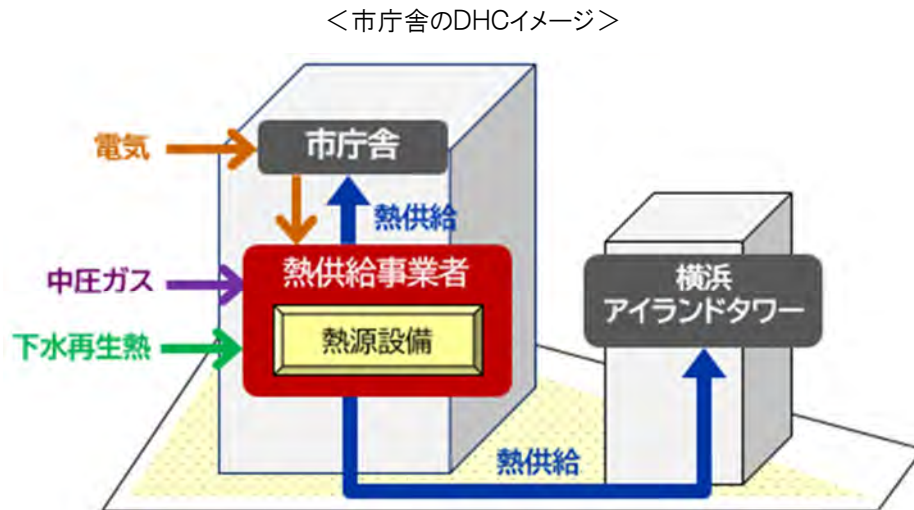 ＜市庁舎のDHCイメージ＞
電気
市庁舎
熱供給
中圧ガス
熱供給事業者
下水再生熱
熱源設備
横浜
アイランドタワー
熱供給